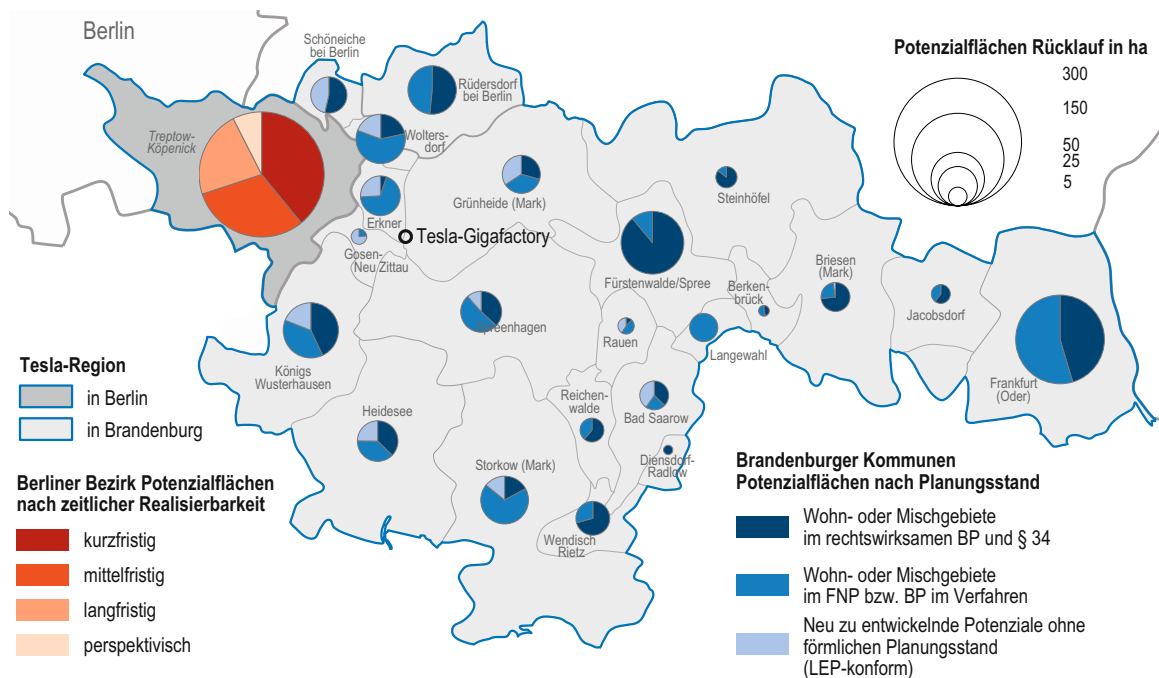 Berlin
Schöneiche
bei Berlin
Rüdersdorf
bei Berlin
Treptow-
Köpenick
Wolters-
dorf
Erkner
Grünheide (Mark)
Steinhöfel
Gosen-
Neu Zittau
Tesla-Gigafactory
Fürstenwalde/Spree
Briesen
(Mark)
Berken-
brück
Jacobsdorf
Spreenhagen
Rauen
Langewahl
Königs
Wusterhausen
Frankfurt
(Oder)
Heidesee
Reichen-
walde
Bad Saarow
Storkow (Mark)
Diensdorf-
Radlow
Wendisch
Rietz
Potenzialflächen Rücklauf in ha
300
150
50
25
5
Tesla-Region
in Berlin
in Brandenburg
Berliner Bezirk Potenzialflächen
nach zeitlicher Realisierbarkeit
kurzfristig
mittelfristig
langfristig
perspektivisch
Brandenburger Kommunen
Potenzialflächen nach Planungsstand
Wohn- oder Mischgebiete
im rechtswirksamen BP und § 34
Wohn- oder Mischgebiete
im FNP bzw. BP im Verfahren
Neu zu entwickelnde Potenziale ohne
förmlichen Planungsstand
(LEP-konform)